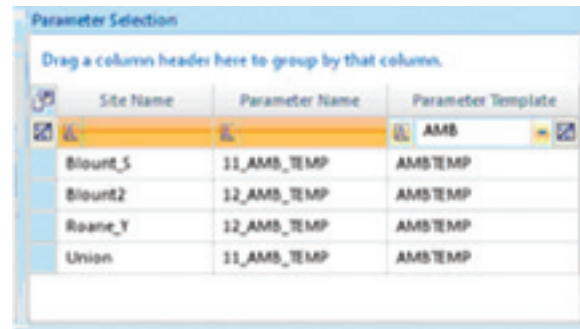 Parameter Selection
Drag a column header here to group by that column.
Site Name Parameter Name Parameter Template
AMB
Blount_S 11_AMB_TEMP AMBTEMP
Blount2 12_AMB_TEMP AMBTEMP
Roane_Y 12_AMB_TEMP AMBTEMP
Union 11_AMB_TEMP AMBTEMP